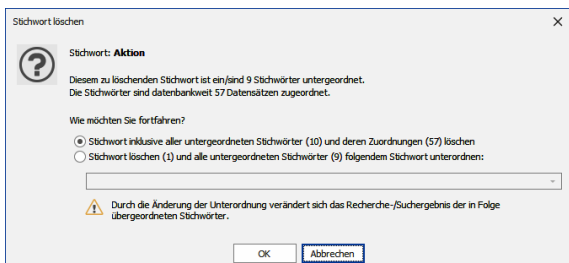 Stichwort löschen
Stichwort: Aktion
Diesem zu löschenden Stichwort ist ein/sind 9 Stichwörter untergeordnet.
Die Stichwörter sind datenbankweit 57 Datensätzen zugeordnet.
Wie möchten Sie fortfahren?
Stichwort inklusive aller untergeordneten Stichwörter (10) und deren Zuordnungen (57) löschen
Stichwort löschen (1) und alle untergeordneten Stichwörter (9) folgendem Stichwort unterordnen:
Durch die Änderung der Unterordnung verändert sich das Recherche-/Suchergebnis der in Folge
übergeordneten Stichwörter.
OK Abbrechen